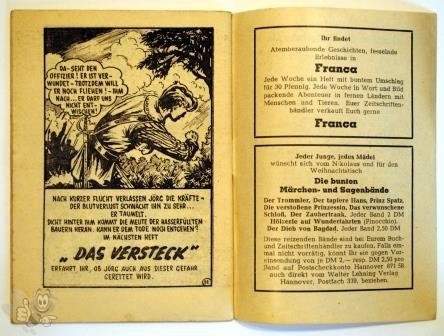 DA- SEHT DEN
OFFIZIER! ER IST VER-
WUNDET - TROTZDEM WILL
ER NOCH FLIEHEN! - IHM
NACH... ER DARF UNS
NICHT ENT-
WISCHEN!
NACH KURZER FLUCHT VERLASSEN JÖRG DIE KRÄFTE -
DER BLUTVERLUST SCHWÄCHT IHN ZU SEHR...
ER TAUMELT.
DICHT HINTER IHM KOMMT DIE MEUTE DER HASSERFÜLLTEN
BAUERN HERAN. KANN ER DEM TODE NOCH ENTGEHEN?
IM NÄCHSTEN HEFT
„DAS VERSTECK"
ERFAHRT IHR, OB JÖRG AUCH AUS DIESER GEFAHR
GERETTET WIRD.
Ihr findet
Atemberaubende Geschichten, fesselnde
Erlebnisse in
Franca
Jede Woche ein Heft mit buntem Umschlag
für 30 Pfennig. Jede Woche in Wort und Bild
packende Abenteuer in fernen Ländern mit
Menschen und Tieren. Euer Zeitschriften-
händler verkauft Euch gerne
Franca
Jeder Junge, jedes Mädel
wünscht sich vom Nikolaus und für den
Weihnachtstisch
Die bunten
Märchen- und Sagenbände
Der Trommler, Der tapfere Hans, Prinz Spatz,
Die verstoßene Prinzessin, Das verwunschene
Schloß, Der Zaubertrank. Jeder Band 2 DM
Hölzerle auf Wunderfahrten (Pinocchio).
Der Dieb von Bagdad. Jeder Band 2,50 DM
Diese reizenden Bände sind bei Eurem Buch-
und Zeitschriftenhändler zu kaufen. Falls ein-
mal nicht vorrätig, könnt Ihr sie gegen Vor-
einsendung von je DM 2,— resp. DM 2,50 pro
Band auf Postscheckkonto Hannover 071 58
auch direkt vom Walter Lehning Verlag
Hannover, Postfach 339, beziehen.